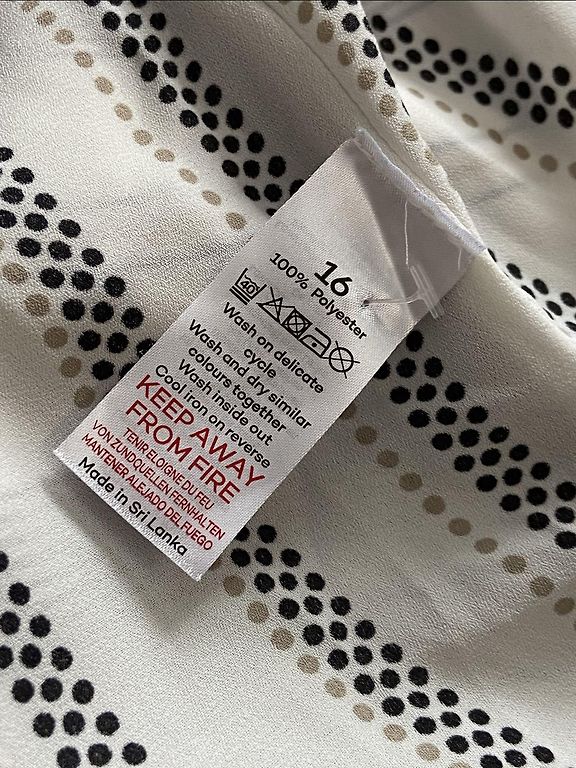 16
100% Polyester
40
Wash on delicate
cycle
Wash and dry similar
colours together
Wash inside out
Cool iron on reverse
KEEP AWAY
FROM FIRE
TENIR ELOIGNE DU FEU
VON ZUNDQUELLEN FERNHALTEN
MANTENER ALEJADO DEL FUEGO
Made in Sri Lanka